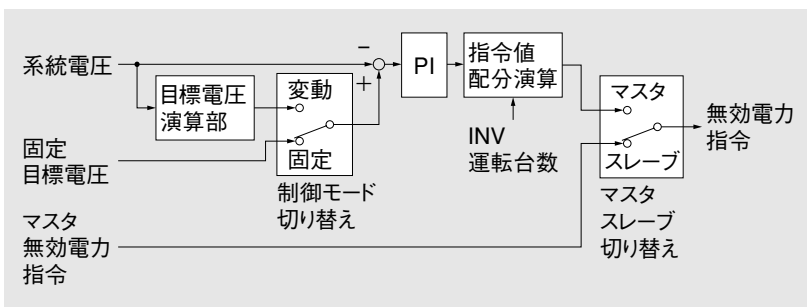 系統電圧
目標電圧
演算部
変動
固定
制御モード
切り替え
固定
目標電圧
マスタ
無効電力
指令
−
+
PI
指令値
配分演算
INV
運転台数
マスタ
スレーブ
マスタ
スレーブ
切り替え
無効電力
指令